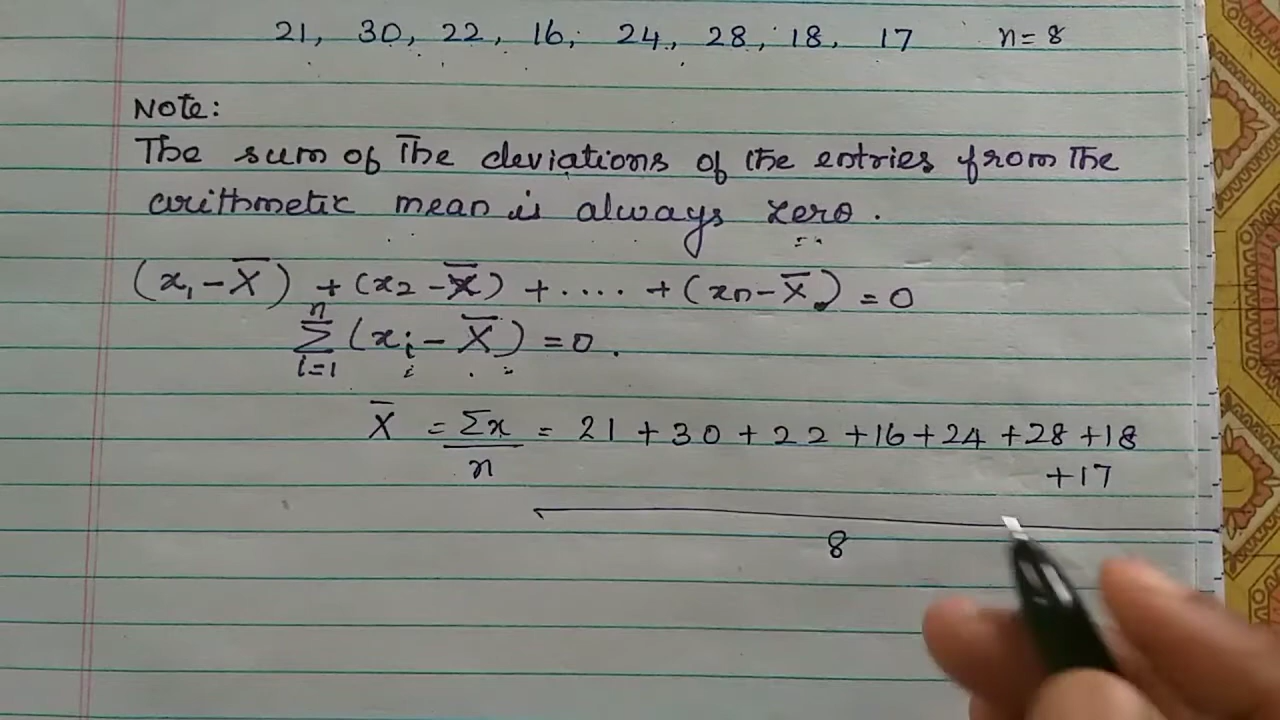 21, 30, 22, 16, 24, 28, 18, 17 n=8
Note:
The sum of The deviations of the entries from The
arithmetic mean is always zero.
(x₁-X̅) + (x₂-X̅) + .... + (xₙ-X̅) = 0
n
Σ (xᵢ - X̅) = 0.
i=1
X̅ = Σx = 21 + 30 + 22 + 16 + 24 + 28 + 18
n +17
8